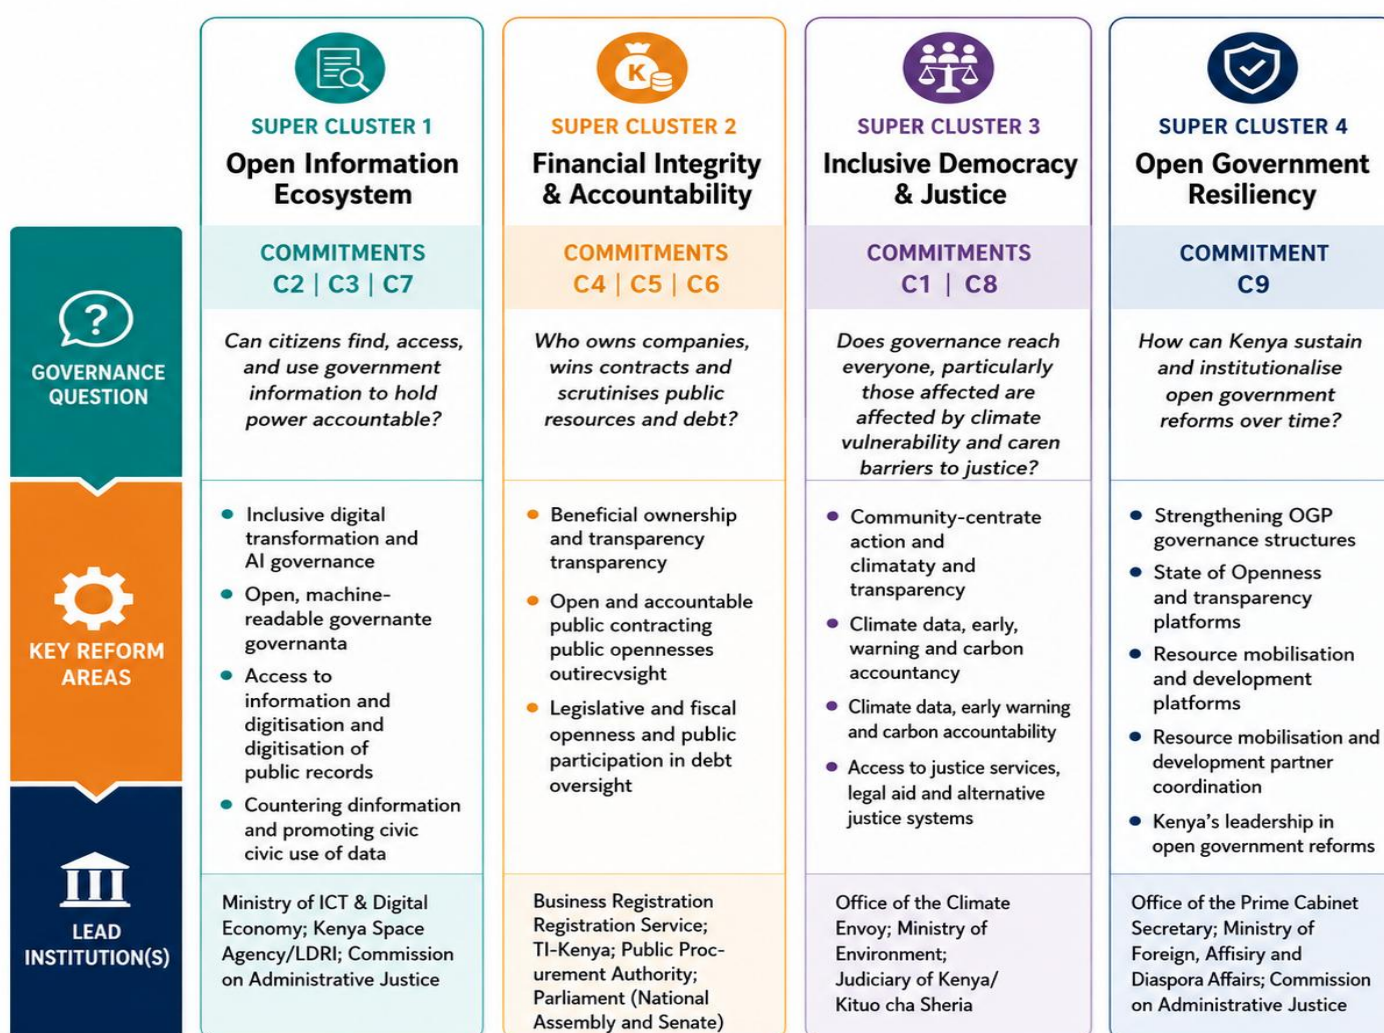 SUPER CLUSTER 1
Open Information
Ecosystem
SUPER CLUSTER 2
Financial Integrity
& Accountability
K
SUPER CLUSTER 3
Inclusive Democracy
& Justice
SUPER CLUSTER 4
Open Government
Resiliency
COMMITMENTS
C2 | C3 | C7
COMMITMENTS
C4 | C5 | C6
COMMITMENTS
C1 | C8
COMMITMENT
C9
?
GOVERNANCE
QUESTION
Can citizens find, access,
and use government
information to hold
power accountable?
Who owns companies,
wins contracts and
scrutinises public
resources and debt?
Does governance reach
everyone, particularly
those affected are
affected by climate
vulnerability and caren
barriers to justice?
How can Kenya sustain
and institutionalise
open government
reforms over time?
KEY REFORM
AREAS
• Inclusive digital
transformation and
AI governance
• Open, machine-
readable governante
governanta
• Access to
information and
digitisation and
digitisation of
public records
• Countering dinformation
and promoting civic
civic use of data
• Beneficial ownership
and transparency
transparency
• Open and accountable
public contracting
public opennesses
outirecvsight
• Legislative and fiscal
openness and public
participation in debt
oversight
• Community-centrate
action and
climataty and
transparency
• Climate data, early,
warning and carbon
accountancy
• Climate data, early warning
and carbon accountability
• Access to justice services,
legal aid and alternative
justice systems
• Strengthening OGP
governance structures
• State of Openness
and transparency
platforms
• Resource mobilisation
and development
platforms
• Resource mobilisation and
development partner
coordination
• Kenya's leadership in
open government reforms
LEAD
INSTITUTION(S)
Ministry of ICT & Digital
Economy; Kenya Space
Agency/LDRI; Commission
on Administrative Justice
Business Registration
Registration Service;
TI-Kenya; Public Proc-
urement Authority;
Parliament (National
Assembly and Senate)
Office of the Climate
Envoy; Ministry of
Environment;
Judiciary of Kenya/
Kituo cha Sheria
Office of the Prime Cabinet
Secretary; Ministry of
Foreign, Affisiry and
Diaspora Affairs; Commission
on Administrative Justice